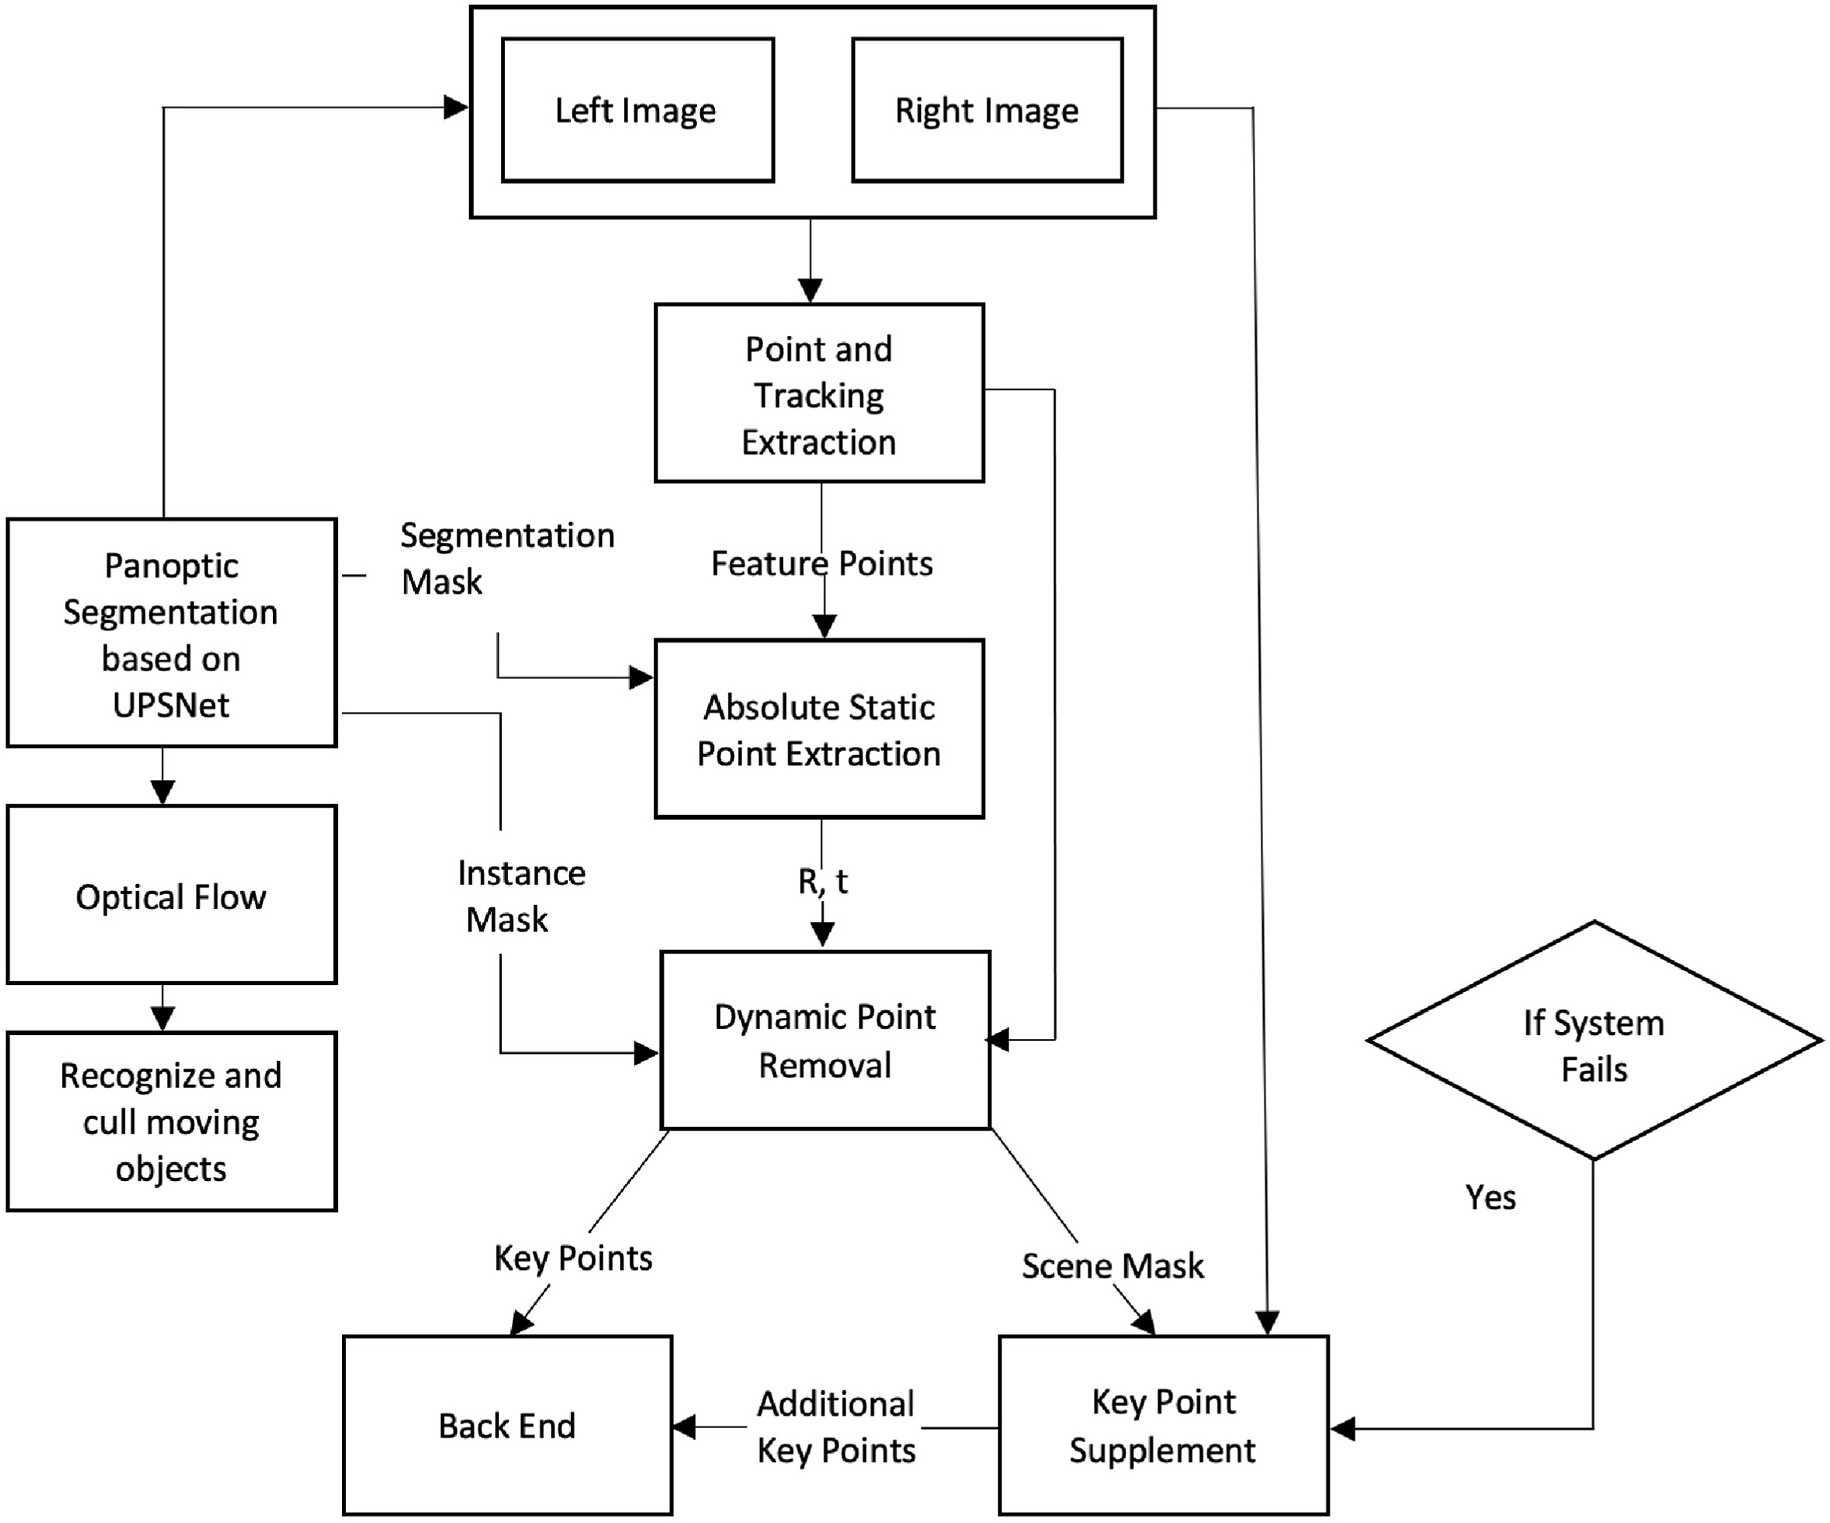 Left Image
Right Image
Point and
Tracking
Extraction
Segmentation
Mask
Feature Points
Panoptic
Segmentation
based on
UPSNet
Absolute Static
Point Extraction
Optical Flow
Instance
Mask
R, t
Dynamic Point
Removal
If System
Fails
Recognize and
cull moving
objects
Yes
Key Points
Scene Mask
Back End
Additional
Key Points
Key Point
Supplement